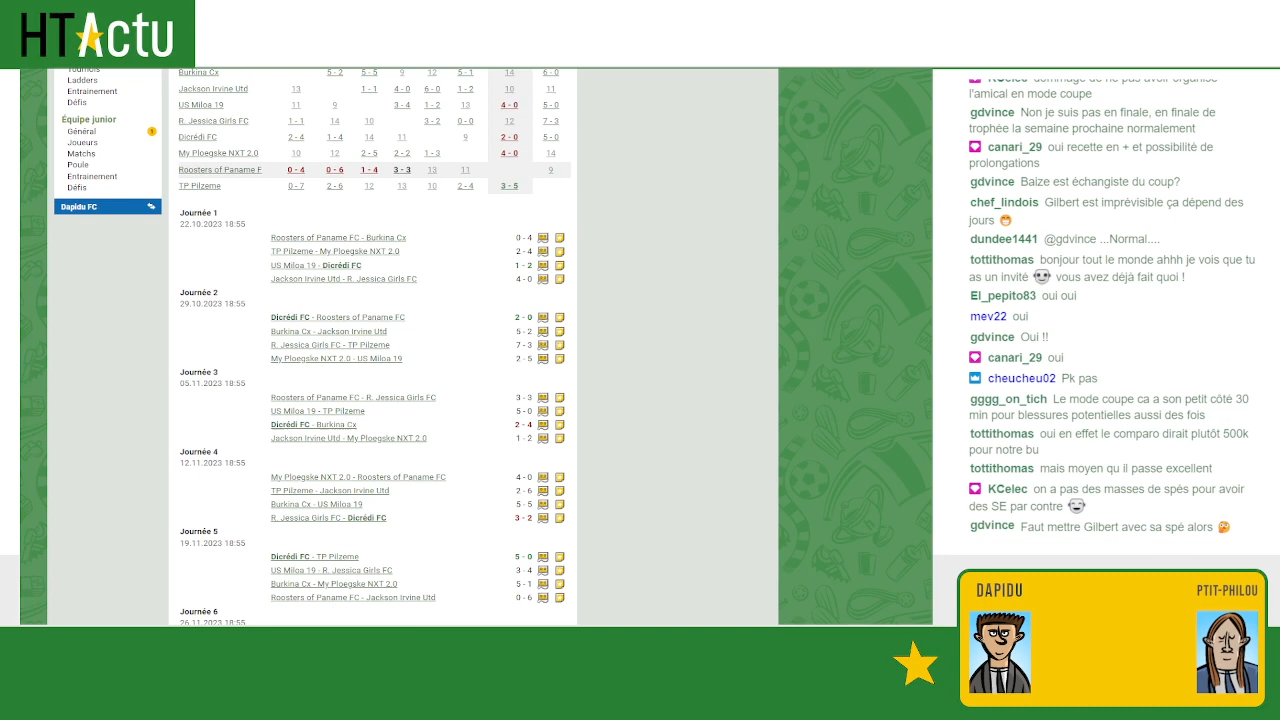 HTActu
Tournois
Ladders
Entrainement
Défis
Équipe junior
Général 1
Joueurs
Matchs
Poule
Entrainement
Défis
Dapidu FC
Burkina Cx 5 - 2 5 - 5 9 12 5 - 1 14 6 - 0
Jackson Irvine Utd 13 1 - 1 4 - 0 6 - 0 1 - 2 10 11
US Miloa 19 11 9 3 - 4 1 - 2 13 4 - 0 5 - 0
R. Jessica Girls FC 1 - 1 14 10 3 - 2 0 - 0 12 7 - 3
Dicrédi FC 2 - 4 1 - 4 14 11 9 2 - 0 5 - 0
My Ploegske NXT 2.0 10 12 2 - 5 2 - 2 1 - 3 4 - 0 14
Roosters of Paname F 0 - 4 0 - 6 1 - 4 3 - 3 13 11 9
TP Pilzeme 0 - 7 2 - 6 12 13 10 2 - 4 3 - 5
Journée 1
22.10.2023 18:55
Roosters of Paname FC - Burkina Cx 0 - 4
TP Pilzeme - My Ploegske NXT 2.0 2 - 4
US Miloa 19 - Dicrédi FC 1 - 2
Jackson Irvine Utd - R. Jessica Girls FC 4 - 0
Journée 2
29.10.2023 18:55
Dicrédi FC - Roosters of Paname FC 2 - 0
Burkina Cx - Jackson Irvine Utd 5 - 2
R. Jessica Girls FC - TP Pilzeme 7 - 3
My Ploegske NXT 2.0 - US Miloa 19 2 - 5
Journée 3
05.11.2023 18:55
Roosters of Paname FC - R. Jessica Girls FC 3 - 3
US Miloa 19 - TP Pilzeme 5 - 0
Dicrédi FC - Burkina Cx 2 - 4
Jackson Irvine Utd - My Ploegske NXT 2.0 1 - 2
Journée 4
12.11.2023 18:55
My Ploegske NXT 2.0 - Roosters of Paname FC 4 - 0
TP Pilzeme - Jackson Irvine Utd 2 - 6
Burkina Cx - US Miloa 19 5 - 5
R. Jessica Girls FC - Dicrédi FC 3 - 2
Journée 5
19.11.2023 18:55
Dicrédi FC - TP Pilzeme 5 - 0
US Miloa 19 - R. Jessica Girls FC 3 - 4
Burkina Cx - My Ploegske NXT 2.0 5 - 1
Roosters of Paname FC - Jackson Irvine Utd 0 - 6
Journée 6
26.11.2023 18:55
KCelec dommage de ne pas avoir organisé
l'amical en mode coupe
gdvince Non je suis pas en finale, en finale de
trophée la semaine prochaine normalement
canari_29 oui recette en + et possibilité de
prolongations
gdvince Baize est échangiste du coup?
chef_lindois Gilbert est imprévisible ça dépend des
jours
dundee1441 @gdvince ...Normal....
tottithomas bonjour tout le monde ahhh je vois que tu
as un invité vous avez déjà fait quoi !
El_pepito83 oui oui
mev22 oui
gdvince Oui !!
canari_29 oui
cheucheu02 Pk pas
gggg_on_tich Le mode coupe ca a son petit côté 30
min pour blessures potentielles aussi des fois
tottithomas oui en effet le comparo dirait plutôt 500k
pour notre bu
tottithomas mais moyen qu il passe excellent
KCelec on a pas des masses de spés pour avoir
des SE par contre
gdvince Faut mettre Gilbert avec sa spé alors
DAPIDU
PTIT-PHILOU